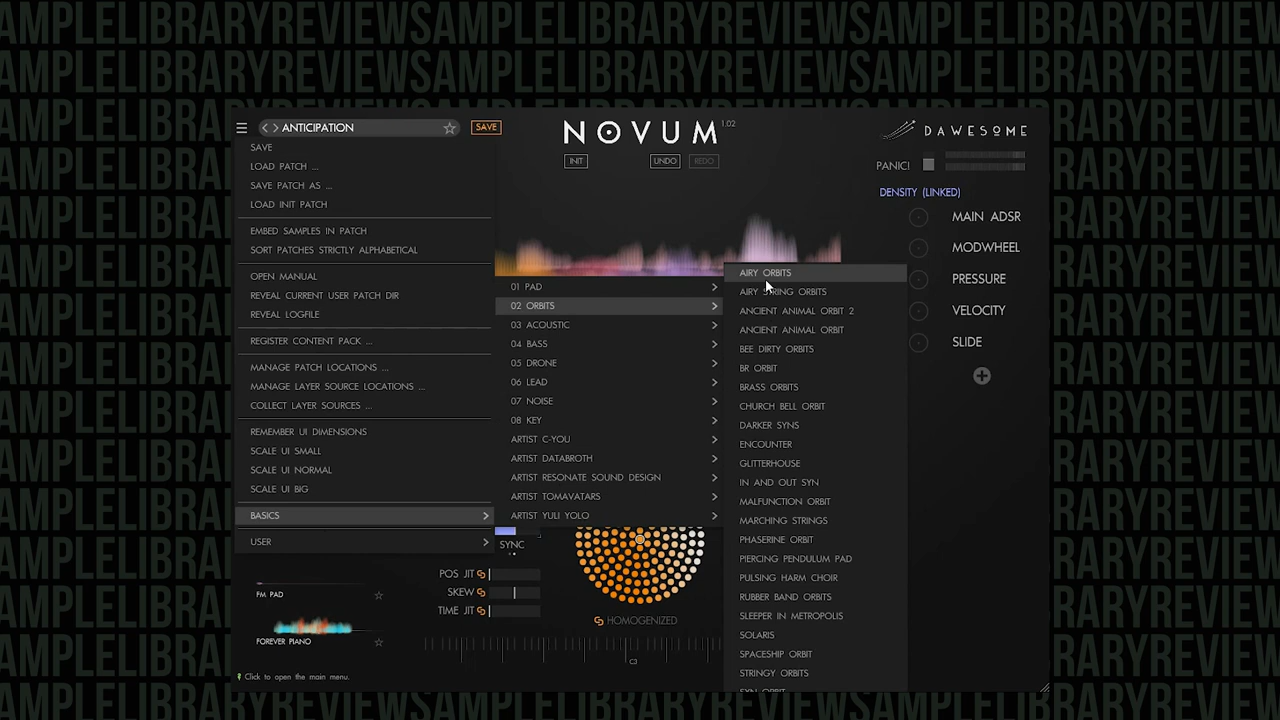 AMPLELIBRARYREVIEWSAMPLELIBRARYREVIEWSAMPLELIBRARYREVIEWSAMPLE
ANTICIPATION
SAVE
NOVUM 1.02
DAWESOME
INIT
UNDO
REDO
PANIC!
DENSITY (LINKED)
MAIN ADSR
MODWHEEL
PRESSURE
VELOCITY
SLIDE
SAVE
LOAD PATCH ...
SAVE PATCH AS ...
LOAD INIT PATCH
EMBED SAMPLES IN PATCH
SORT PATCHES STRICTLY ALPHABETICAL
OPEN MANUAL
REVEAL CURRENT USER PATCH DIR
REVEAL LOGFILE
REGISTER CONTENT PACK ...
MANAGE PATCH LOCATIONS ...
MANAGE LAYER SOURCE LOCATIONS ...
COLLECT LAYER SOURCES ...
REMEMBER UI DIMENSIONS
SCALE UI SMALL
SCALE UI NORMAL
SCALE UI BIG
BASICS
USER
01 PAD
02 ORBITS
03 ACOUSTIC
04 BASS
05 DRONE
06 LEAD
07 NOISE
08 KEY
ARTIST C-YOU
ARTIST DATABROTH
ARTIST RESONATE SOUND DESIGN
ARTIST TOMAVATARS
ARTIST YULI YOLO
AIRY ORBITS
AIRY STRING ORBITS
ANCIENT ANIMAL ORBIT 2
ANCIENT ANIMAL ORBIT
BEE DIRTY ORBITS
BR ORBIT
BRASS ORBITS
CHURCH BELL ORBIT
DARKER SYNS
ENCOUNTER
GLITTERHOUSE
IN AND OUT SYN
MALFUNCTION ORBIT
MARCHING STRINGS
PHASERINE ORBIT
PIERCING PENDULUM PAD
PULSING HARM CHOIR
RUBBER BAND ORBITS
SLEEPER IN METROPOLIS
SOLARIS
SPACESHIP ORBIT
STRINGY ORBITS
SYN ORBIT
SYNC
POS JIT
SKEW
TIME JIT
HOMOGENIZED
C3
FM PAD
FOREVER PIANO
Click to open the main menu.